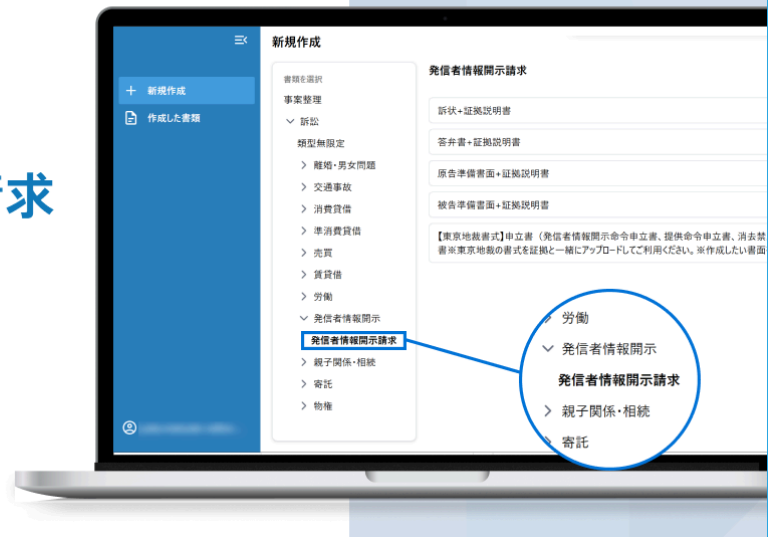 求
新規作成
作成した書類
新規作成
書類を選択
事案整理
訴訟
類型無限定
離婚・男女問題
交通事故
消費貸借
準消費貸借
売買
賃貸借
労働
発信者情報開示
発信者情報開示請求
親子関係・相続
寄託
物権
発信者情報開示請求
訴状+証拠説明書
答弁書+証拠説明書
原告準備書面+証拠説明書
被告準備書面+証拠説明書
【東京地裁書式】申立書（発信者情報開示命令申立書、提供命令申立書、消去禁
書※東京地裁の書式を証拠と一緒にアップロードしてご利用ください。※作成したい書面
労働
発信者情報開示
発信者情報開示請求
親子関係・相続
寄託